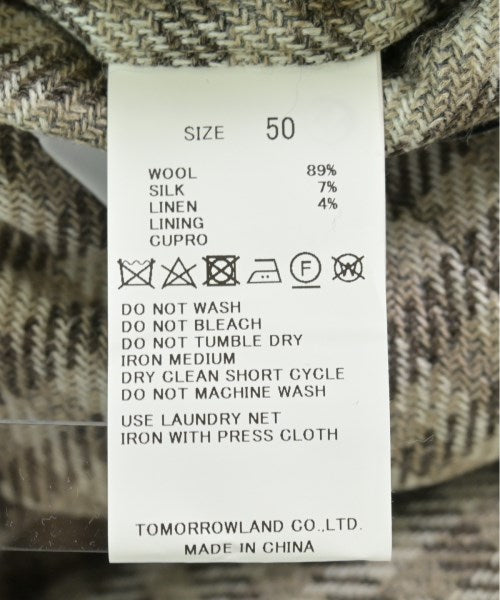 SIZE 50
WOOL 89%
SILK 7%
LINEN 4%
LINING
CUPRO
F W
DO NOT WASH
DO NOT BLEACH
DO NOT TUMBLE DRY
IRON MEDIUM
DRY CLEAN SHORT CYCLE
DO NOT MACHINE WASH
USE LAUNDRY NET
IRON WITH PRESS CLOTH
TOMORROWLAND CO.,LTD.
MADE IN CHINA